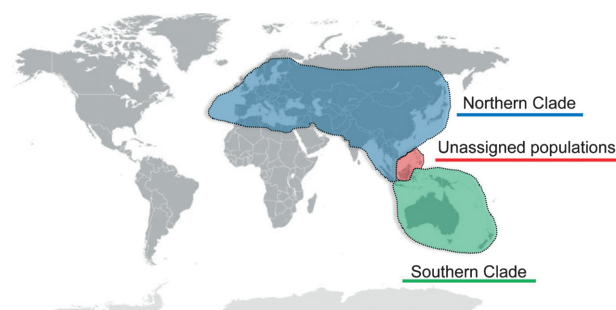 Northern Clade
Unassigned populations
Southern Clade